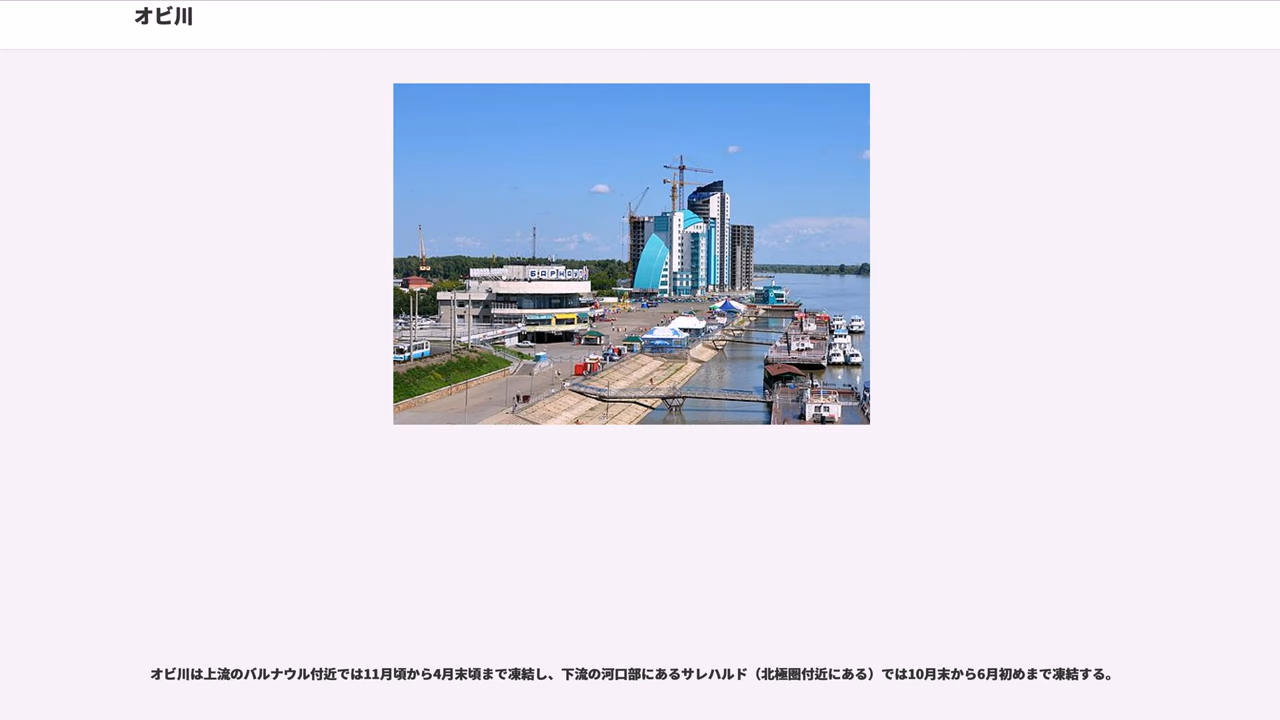 オビ川
БАРНАУЛ
オビ川は上流のバルナウル付近では11月頃から4月末頃まで凍結し、下流の河口部にあるサレハルド（北極圏付近にある）では10月末から6月初めまで凍結する。